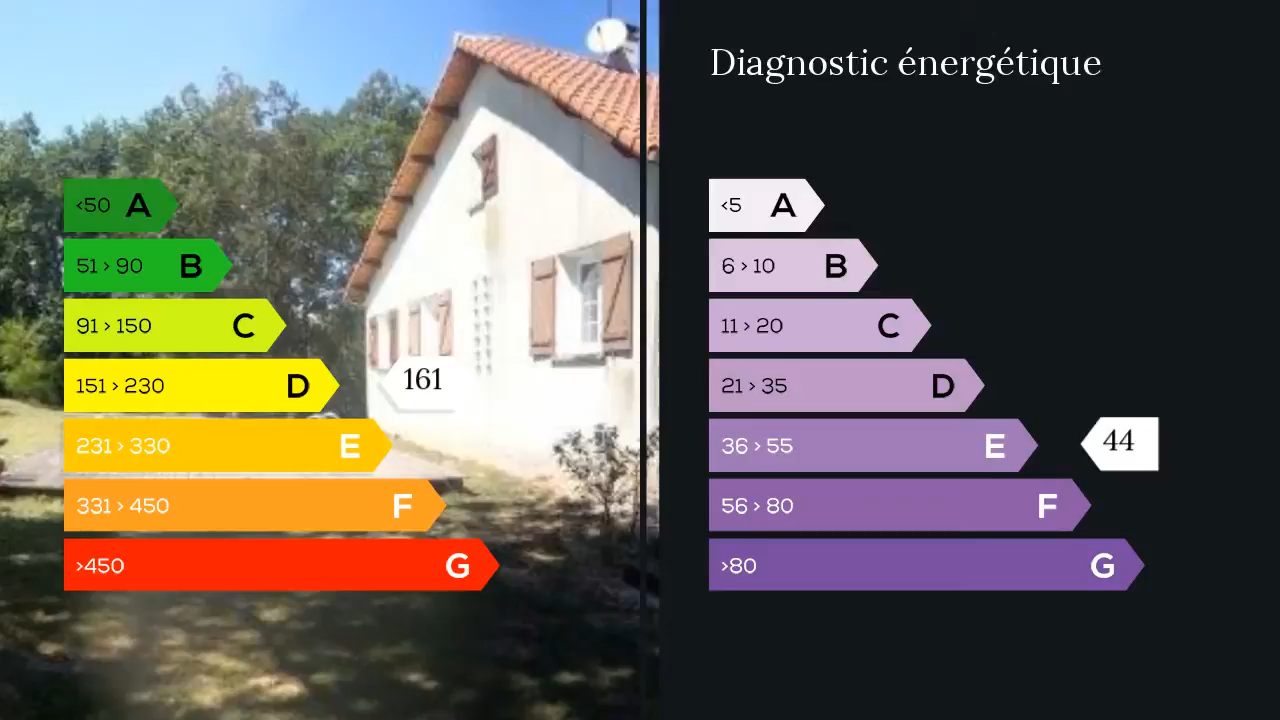 Diagnostic énergétique
<50 A
51 > 90 B
91 > 150 C
151 > 230 D
161
231 > 330 E
331 > 450 F
>450 G
<5 A
6 > 10 B
11 > 20 C
21 > 35 D
36 > 55 E
44
56 > 80 F
>80 G